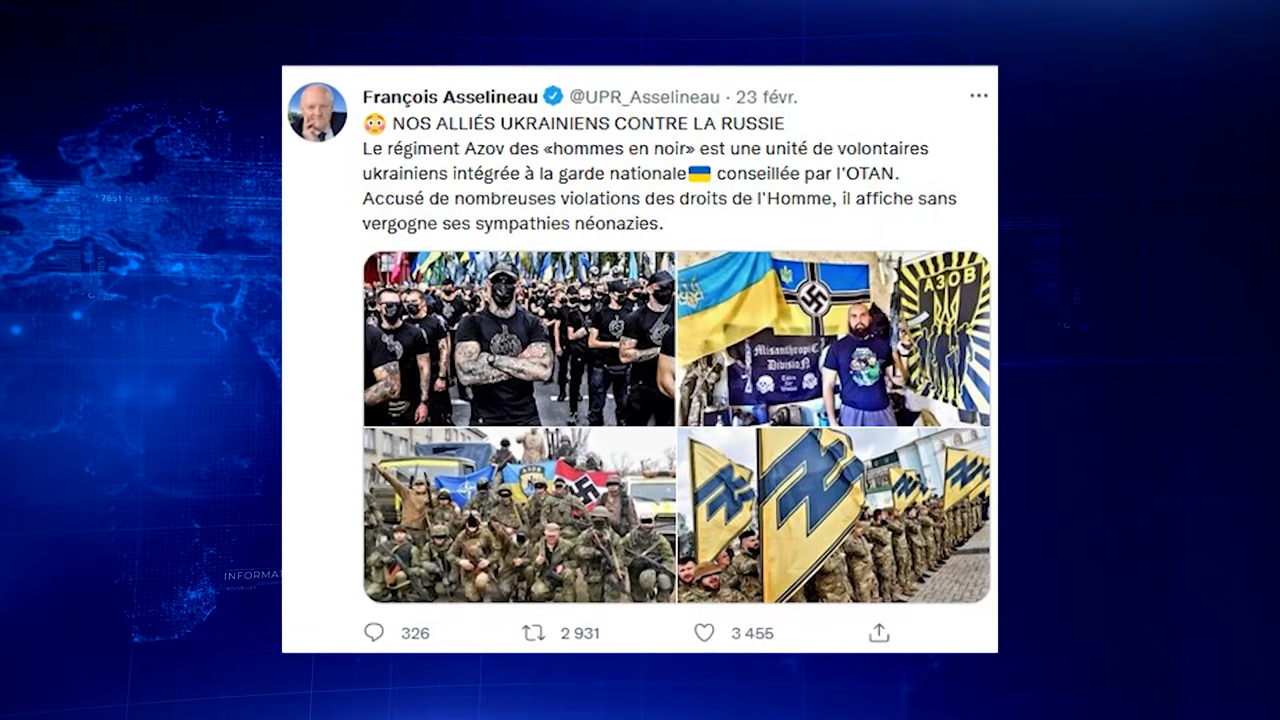 François Asselineau @UPR_Asselineau · 23 févr.
😳 NOS ALLIÉS UKRAINIENS CONTRE LA RUSSIE
Le régiment Azov des «hommes en noir» est une unité de volontaires
ukrainiens intégrée à la garde nationale🇺🇦 conseillée par l'OTAN.
Accusé de nombreuses violations des droits de l'Homme, il affiche sans
vergogne ses sympathies néonazies.
АЗОВ
Misanthropic
Division
326
2 931
3 455
INFORMAT